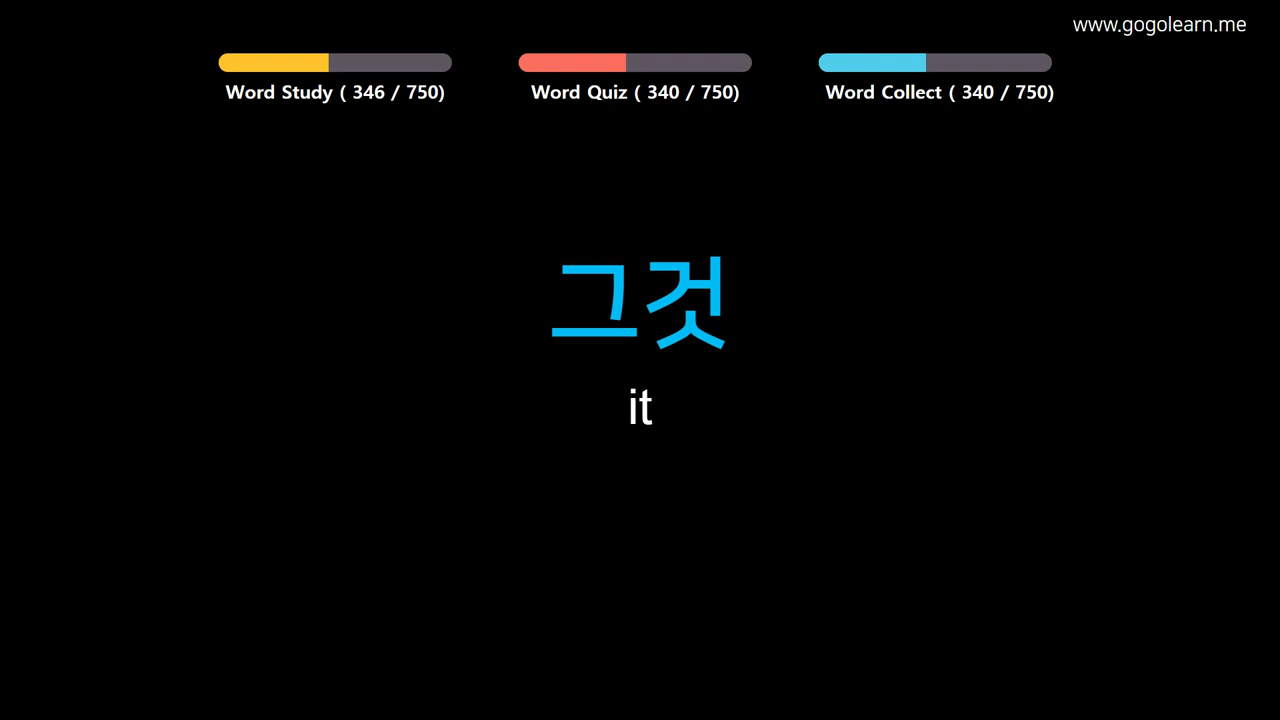 www.gogolearn.me
Word Study ( 346 / 750)
Word Quiz ( 340 / 750)
Word Collect ( 340 / 750)
그것
it